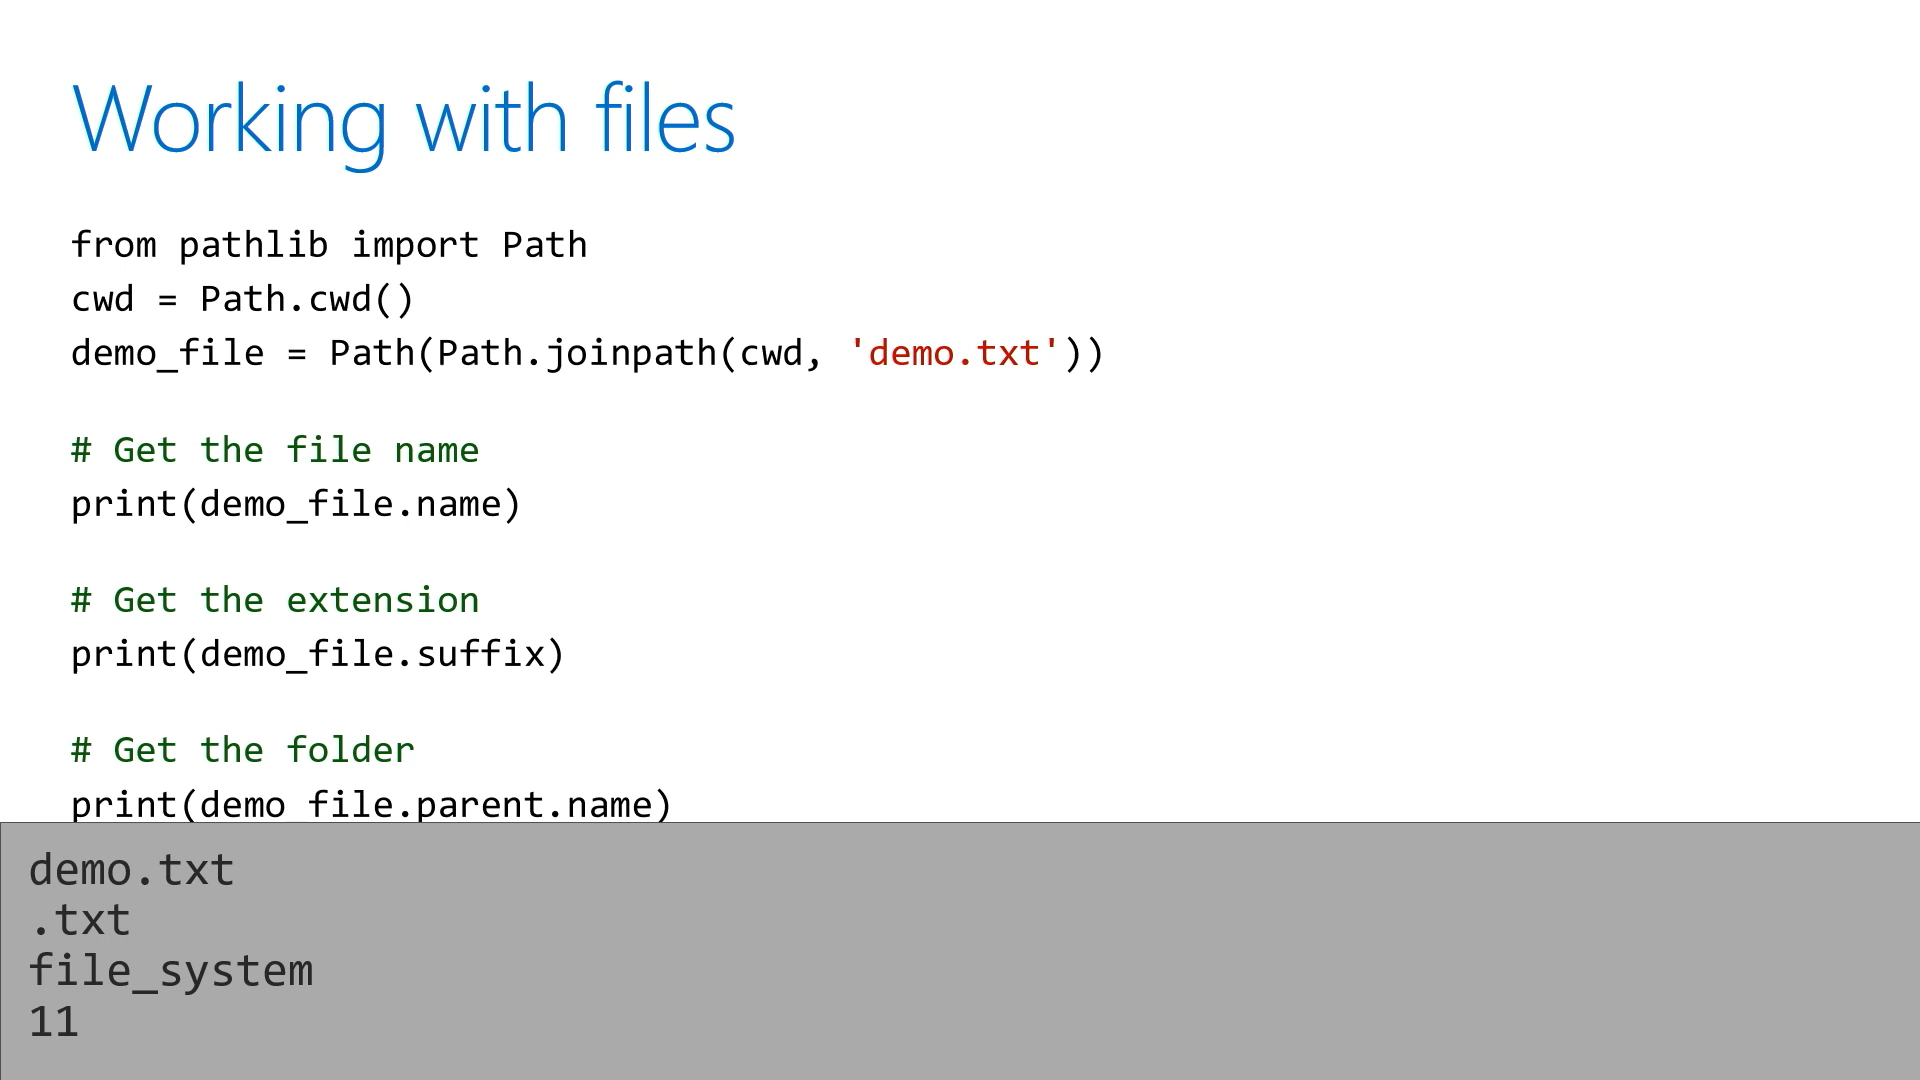 Working with files
from pathlib import Path
cwd = Path.cwd()
demo_file = Path(Path.joinpath(cwd, 'demo.txt'))
# Get the file name
print(demo_file.name)
# Get the extension
print(demo_file.suffix)
# Get the folder
print(demo_file.parent.name)
demo.txt
.txt
file_system
11